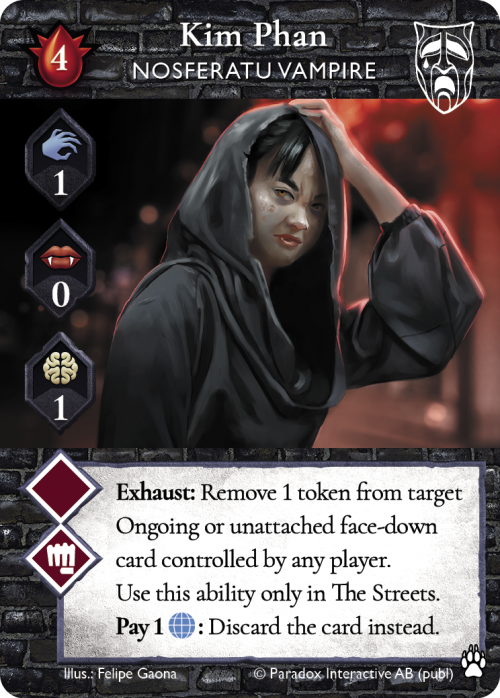 4
Kim Phan
NOSFERATU VAMPIRE
1
0
1
Exhaust: Remove 1 token from target
Ongoing or unattached face-down
card controlled by any player.
Use this ability only in The Streets.
Pay 1 : Discard the card instead.
Illus.: Felipe Gaona © Paradox Interactive AB (publ)